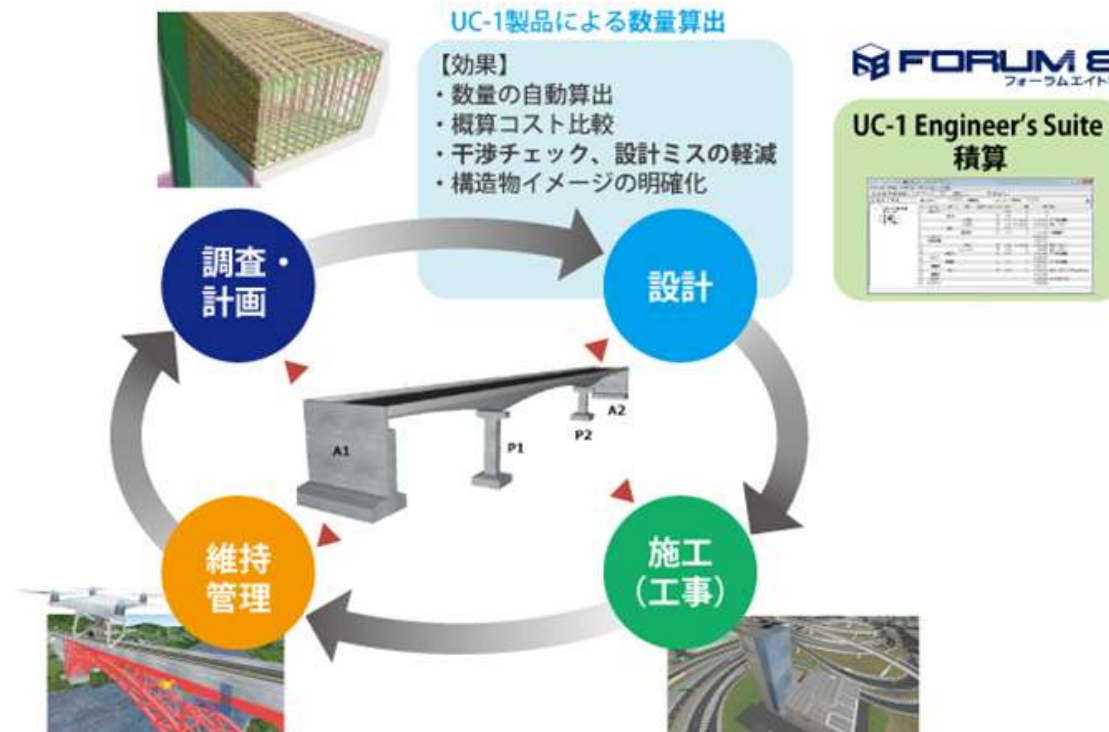 UC-1製品による数量算出
【効果】
・数量の自動算出
・概算コスト比較
・干渉チェック、設計ミスの軽減
・構造物イメージの明確化
FORUM 8
フォーラムエイト
UC-1 Engineer's Suite
積算
調査・
計画
設計
A1
P1
P2
A2
維持
管理
施工
(工事)